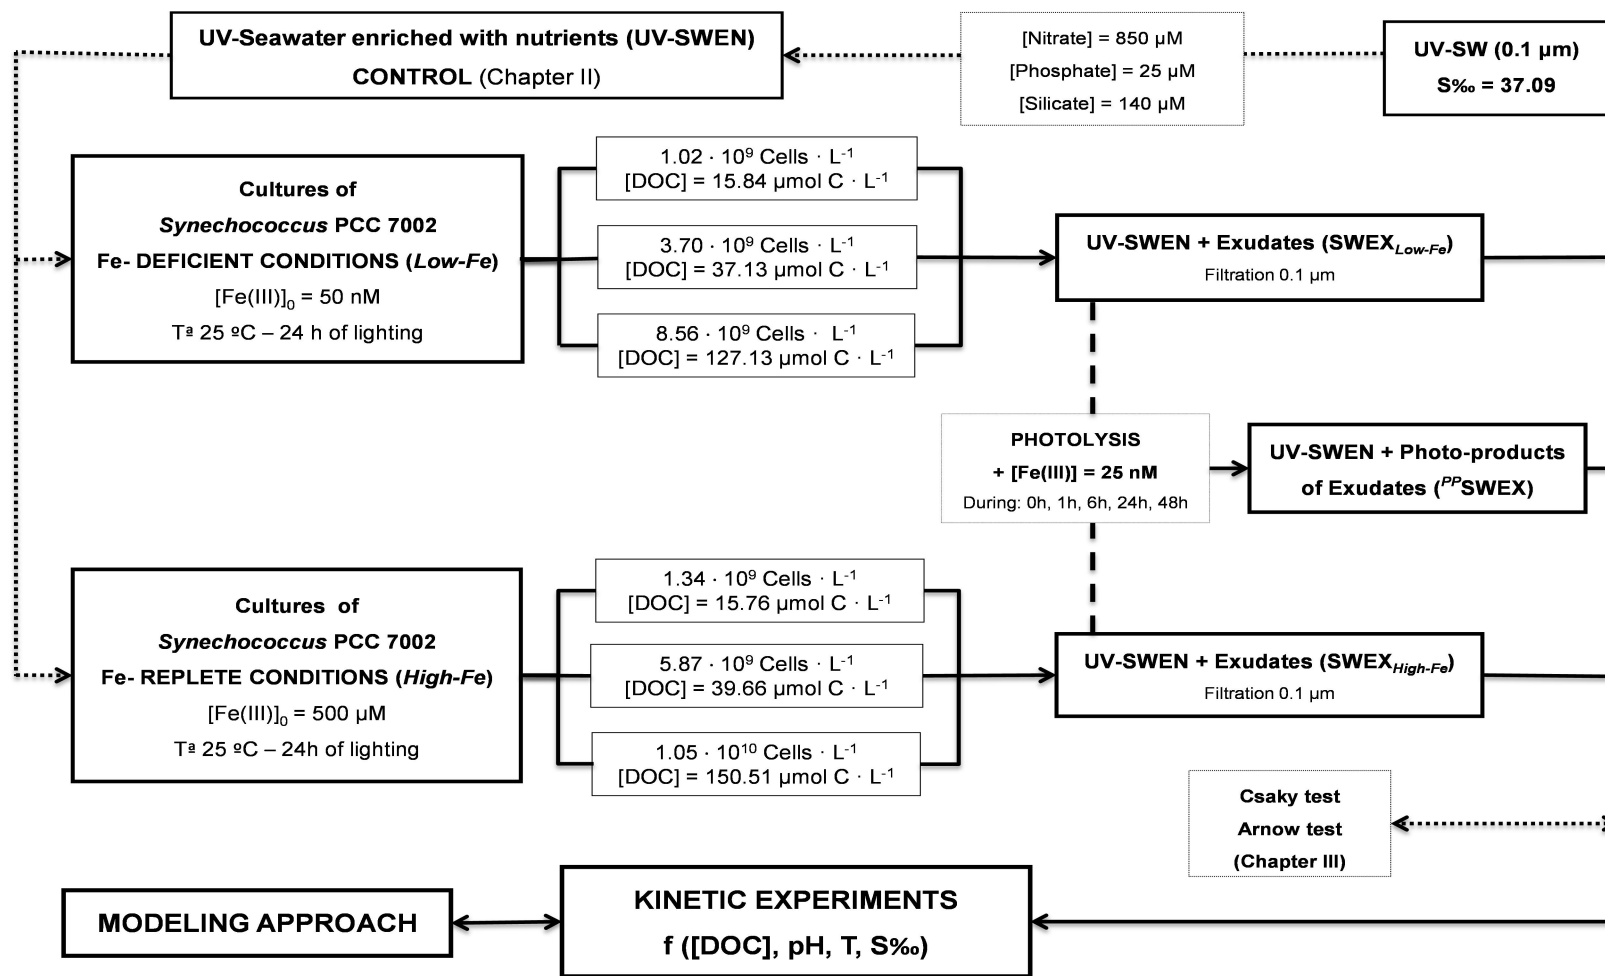 UV-Seawater enriched with nutrients (UV-SWEN)
CONTROL (Chapter II)
[Nitrate] = 850 µM
[Phosphate] = 25 µM
[Silicate] = 140 µM
UV-SW (0.1 µm)
S‰ = 37.09
Cultures of
Synechococcus PCC 7002
Fe- DEFICIENT CONDITIONS (Low-Fe)
[Fe(III)]₀ = 50 nM
Tª 25 ºC – 24 h of lighting
1.02 · 10⁹ Cells · L⁻¹
[DOC] = 15.84 µmol C · L⁻¹
3.70 · 10⁹ Cells · L⁻¹
[DOC] = 37.13 µmol C · L⁻¹
8.56 · 10⁹ Cells · L⁻¹
[DOC] = 127.13 µmol C · L⁻¹
UV-SWEN + Exudates (SWEX Low-Fe)
Filtration 0.1 µm
PHOTOLYSIS
+ [Fe(III)] = 25 nM
During: 0h, 1h, 6h, 24h, 48h
UV-SWEN + Photo-products
of Exudates (ᴾᴾSWEX)
Cultures of
Synechococcus PCC 7002
Fe- REPLETE CONDITIONS (High-Fe)
[Fe(III)]₀ = 500 µM
Tª 25 ºC – 24h of lighting
1.34 · 10⁹ Cells · L⁻¹
[DOC] = 15.76 µmol C · L⁻¹
5.87 · 10⁹ Cells · L⁻¹
[DOC] = 39.66 µmol C · L⁻¹
1.05 · 10¹⁰ Cells · L⁻¹
[DOC] = 150.51 µmol C · L⁻¹
UV-SWEN + Exudates (SWEX High-Fe)
Filtration 0.1 µm
Csaky test
Arnow test
(Chapter III)
MODELING APPROACH
KINETIC EXPERIMENTS
f ([DOC], pH, T, S‰)